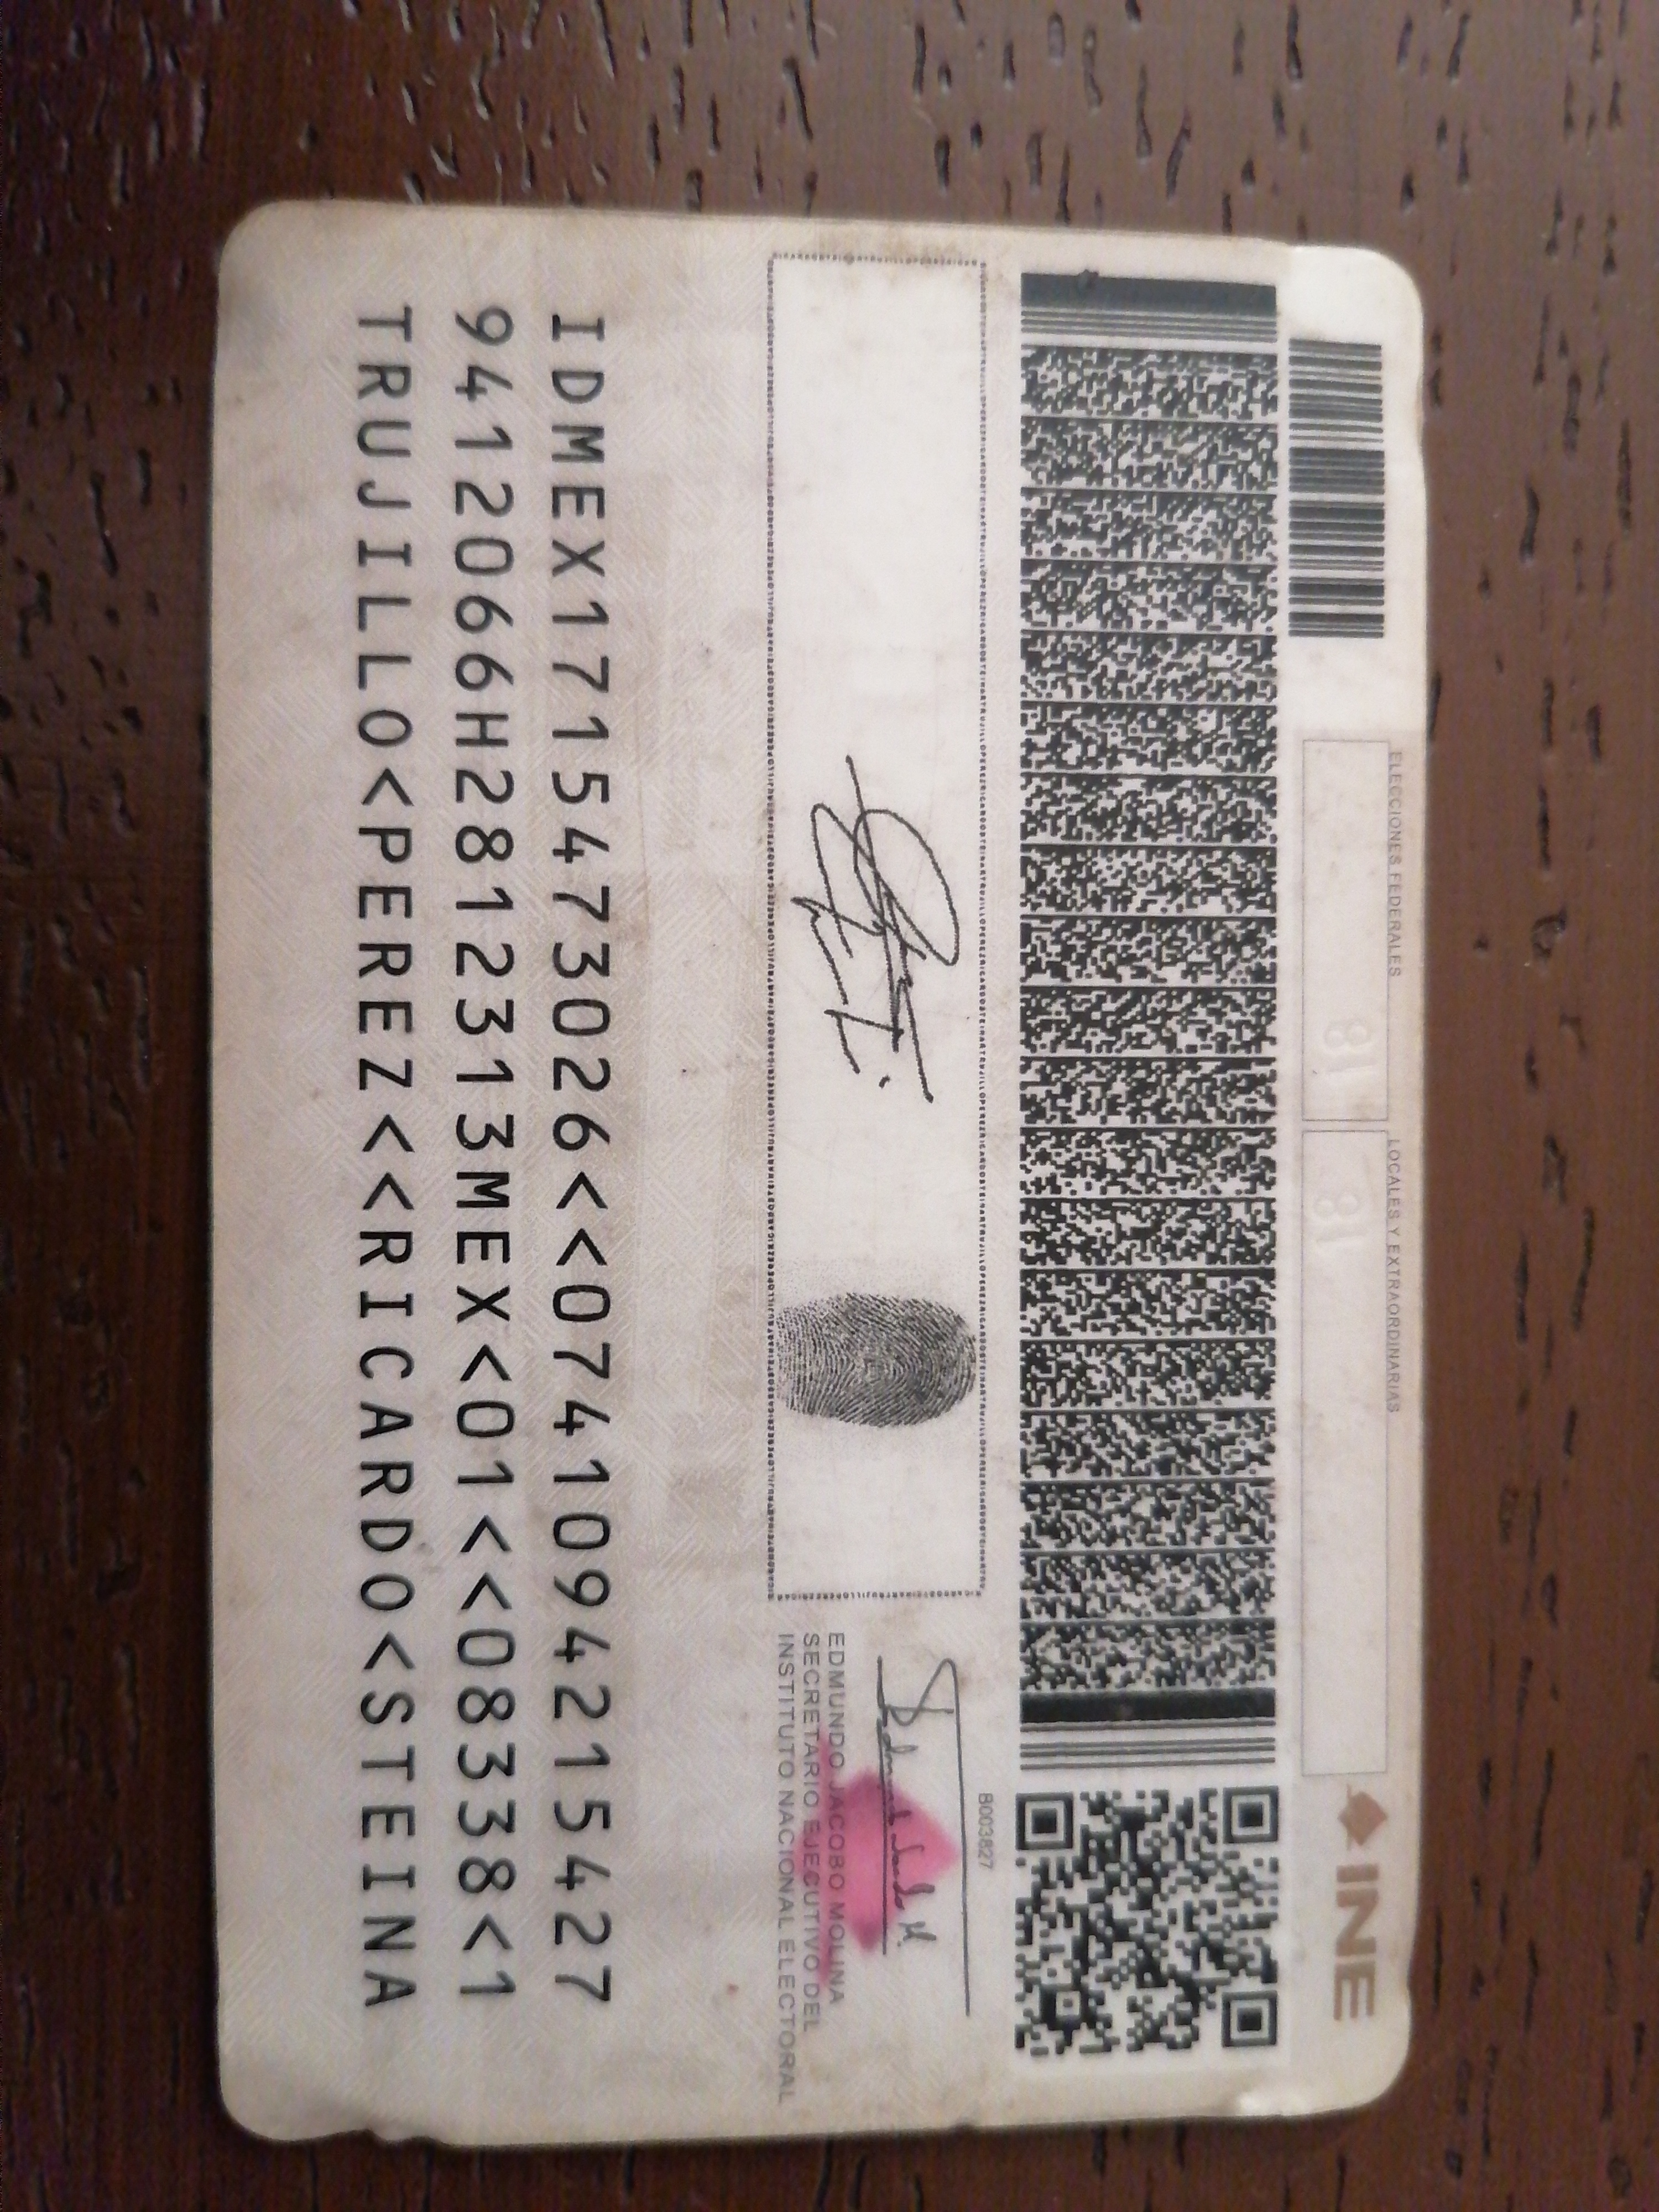 ELECCIONES FEDERALES
LOCALES Y EXTRAORDINARIAS
INE
18
18
B003827
EDMUNDO JACOBO MOLINA
SECRETARIO EJECUTIVO DEL
INSTITUTO NACIONAL ELECTORAL
IDMEX1715473026<<0741094215427
9412066H2812313MEX<01<<08338<1
TRUJILLO<PEREZ<<RICARDO<STEINA